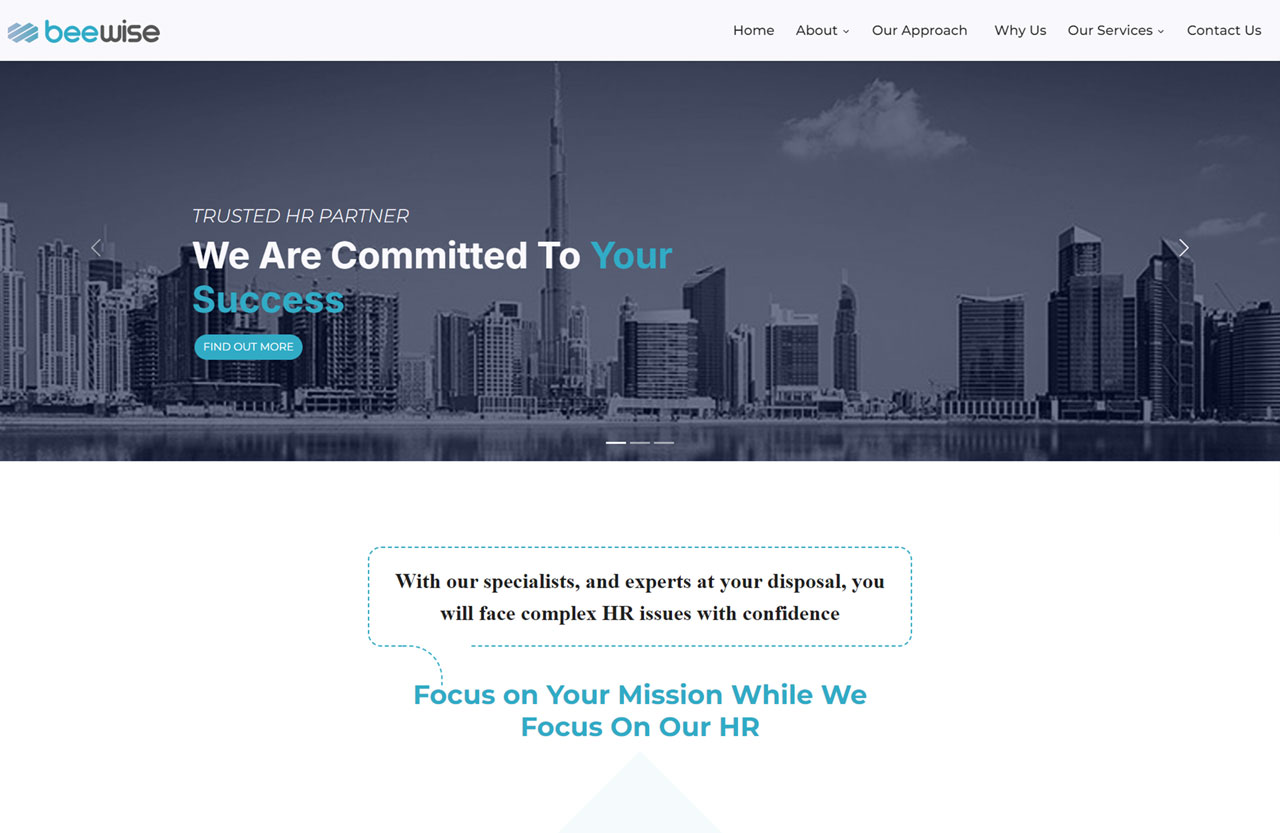 beewise
Home About Our Approach Why Us Our Services Contact Us
TRUSTED HR PARTNER
We Are Committed To Your
Success
FIND OUT MORE
With our specialists, and experts at your disposal, you
will face complex HR issues with confidence
Focus on Your Mission While We
Focus On Our HR